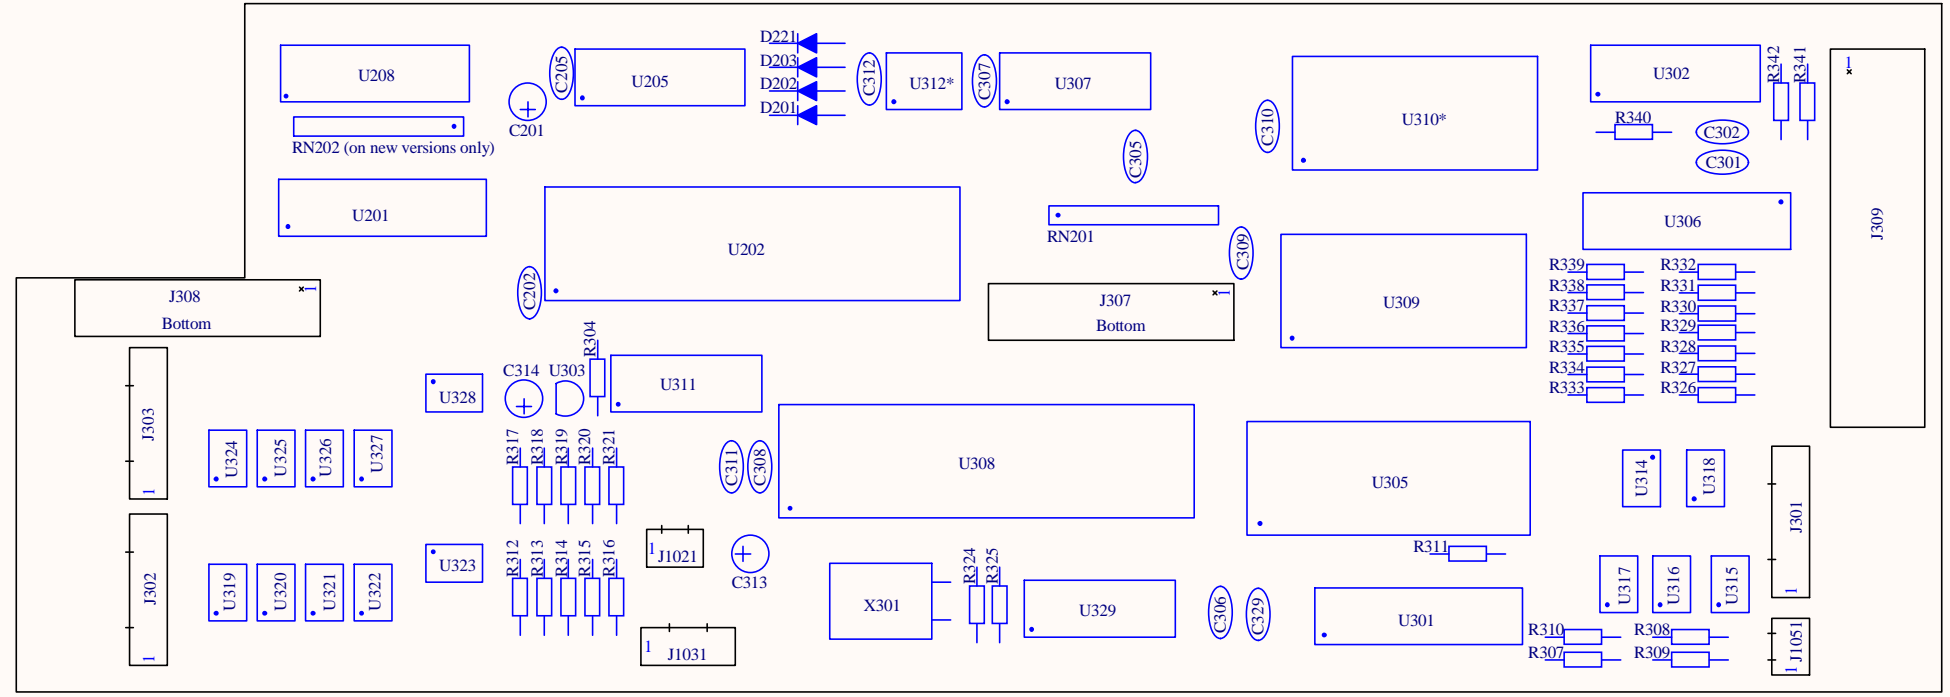 D221
D203
D202
D201
U208
C205
U205
C312
U312*
C307
U307
U302
R342
R341
1
C201
RN202 (on new versions only)
C310
U310*
R340
C302
C301
C305
U201
U202
RN201
C309
U306
J309
C202
J308
Bottom
1
J307
Bottom
1
U309
R339
R338
R337
R336
R335
R334
R333
R332
R331
R330
R329
R328
R327
R326
R304
C314
U303
U311
U328
J303
1
U324
U325
U326
U327
R317
R318
R319
R320
R321
C311
C308
U308
U305
U314
U318
J301
1
R311
J302
1
U319
U320
U321
U322
U323
R312
R313
R314
R315
R316
1
J1021
C313
1
J1031
X301
R324
R325
U329
C306
C329
U301
U317
U316
U315
R310
R307
R308
R309
J1051
1